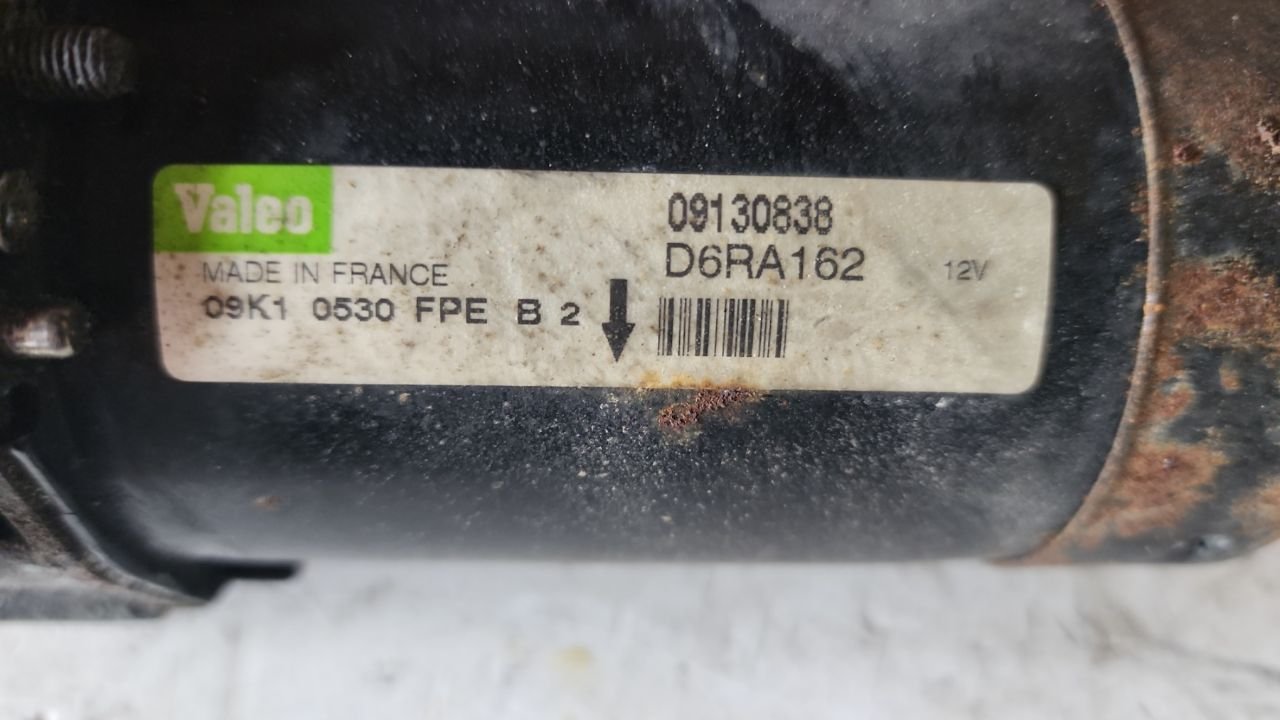 Valeo
MADE IN FRANCE
09K1 0530 FPE B 2
09130838
D6RA162
12V